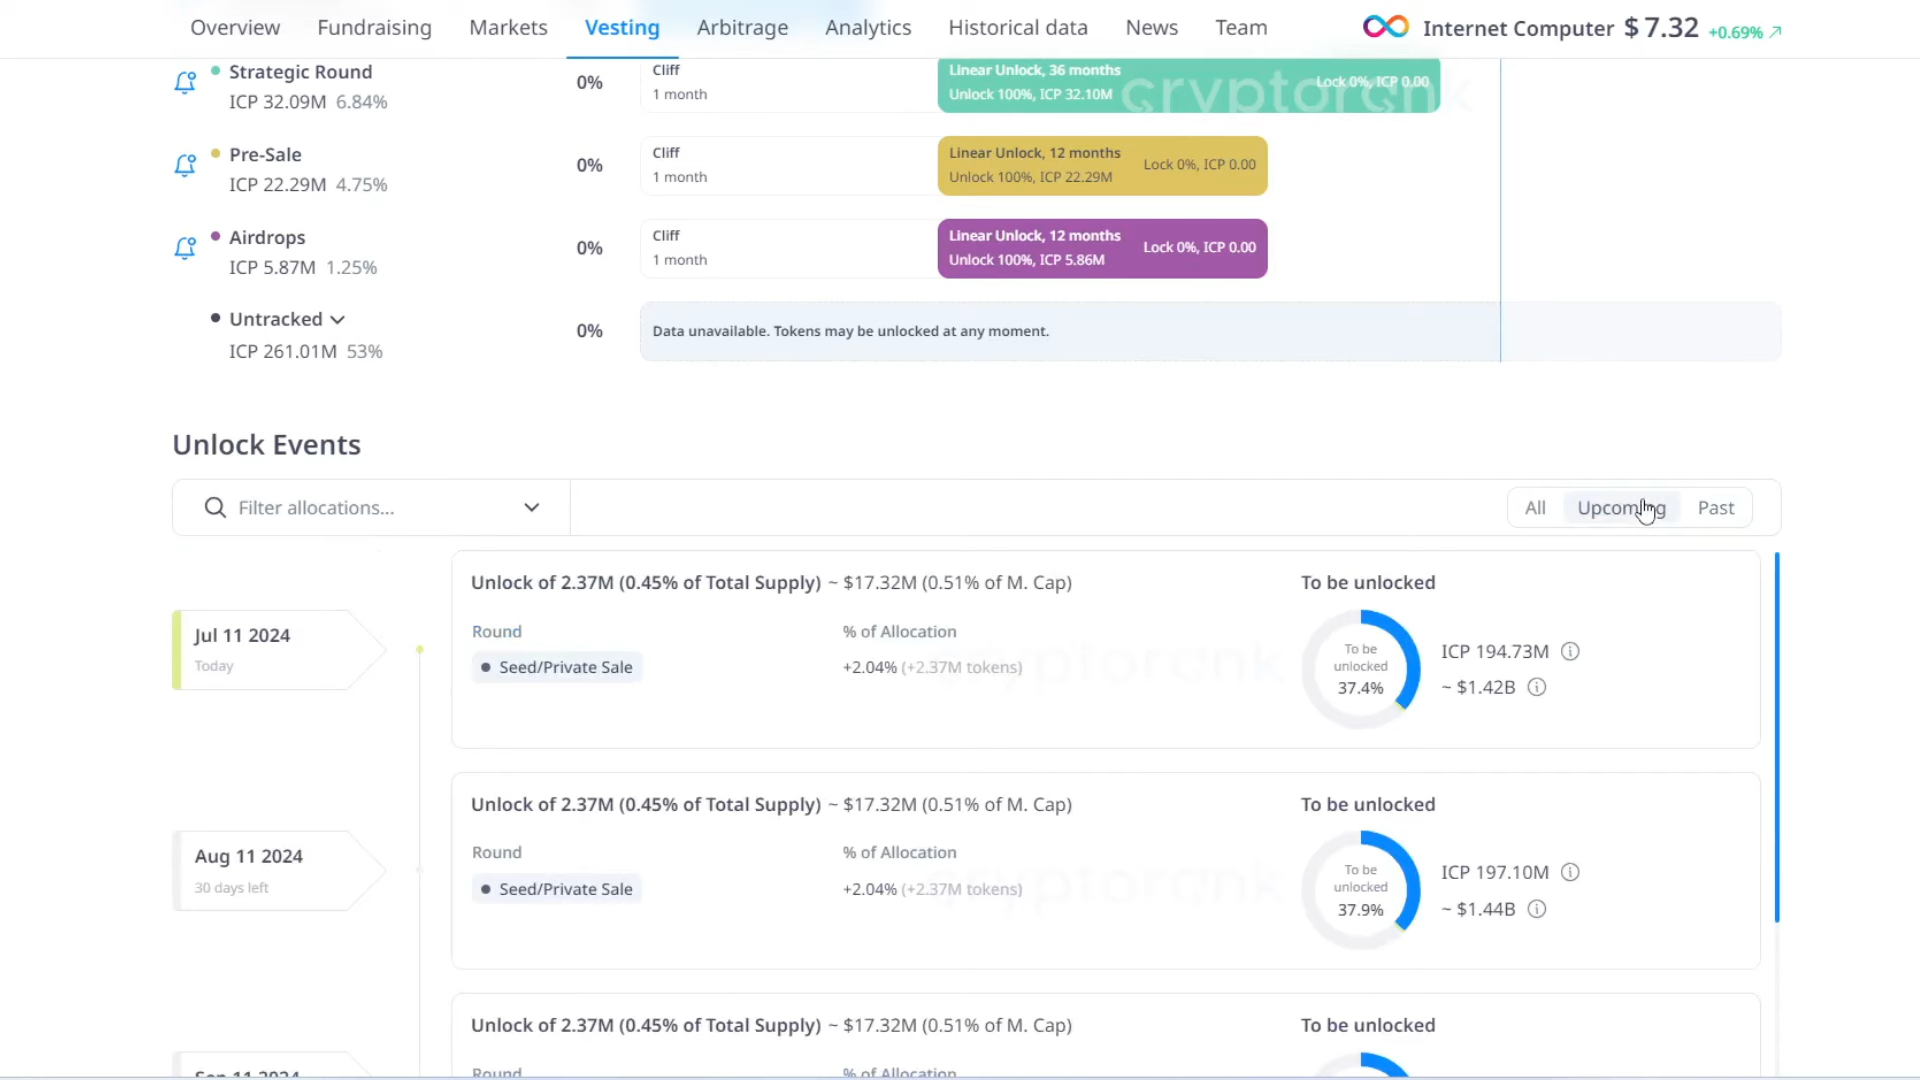 Overview Fundraising Markets Vesting Arbitrage Analytics Historical data News Team Internet Computer $ 7.32 +0.69%
Strategic Round
ICP 32.09M 6.84%
0%
Cliff
1 month
Linear Unlock, 36 months
Unlock 100%, ICP 32.10M
Lock 0%, ICP 0.00
cryptorank
Pre-Sale
ICP 22.29M 4.75%
0%
Cliff
1 month
Linear Unlock, 12 months
Unlock 100%, ICP 22.29M
Lock 0%, ICP 0.00
Airdrops
ICP 5.87M 1.25%
0%
Cliff
1 month
Linear Unlock, 12 months
Unlock 100%, ICP 5.86M
Lock 0%, ICP 0.00
Untracked
ICP 261.01M 53%
0%
Data unavailable. Tokens may be unlocked at any moment.
Unlock Events
Filter allocations...
All Upcoming Past
Jul 11 2024
Today
Unlock of 2.37M (0.45% of Total Supply) ~ $17.32M (0.51% of M. Cap)
Round
Seed/Private Sale
% of Allocation
+2.04% (+2.37M tokens)
cryptorank
To be unlocked
To be
unlocked
37.4%
ICP 194.73M
~ $1.42B
Aug 11 2024
30 days left
Unlock of 2.37M (0.45% of Total Supply) ~ $17.32M (0.51% of M. Cap)
Round
Seed/Private Sale
% of Allocation
+2.04% (+2.37M tokens)
cryptorank
To be unlocked
To be
unlocked
37.9%
ICP 197.10M
~ $1.44B
Sep 11 2024
Unlock of 2.37M (0.45% of Total Supply) ~ $17.32M (0.51% of M. Cap)
Round
% of Allocation
To be unlocked